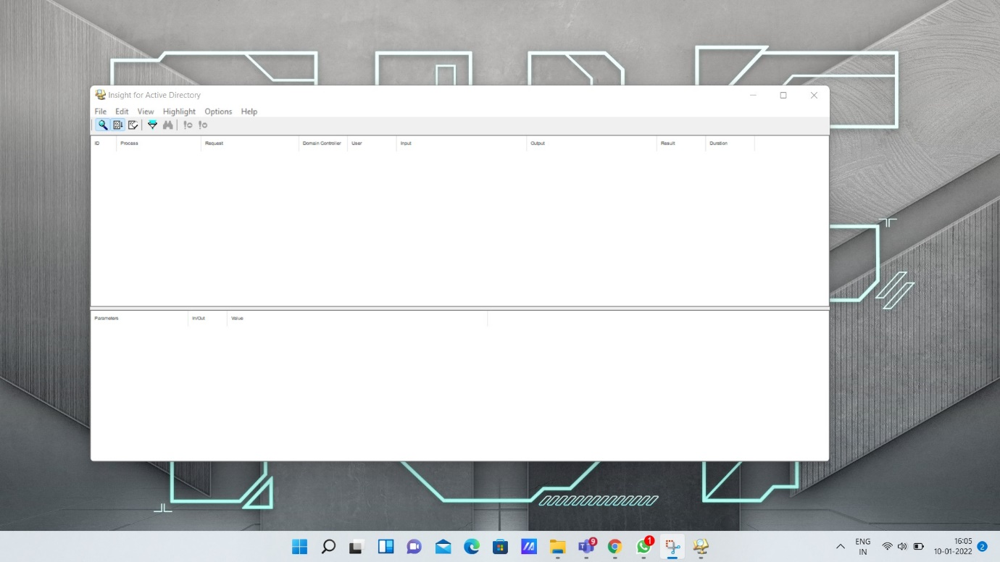 Insight for Active Directory
File Edit View Highlight Options Help
ID Process Request Domain Controller User Input Output Result Duration
Parameters In/Out Value
9
1
ENG
IN
16:05
10-01-2022
2